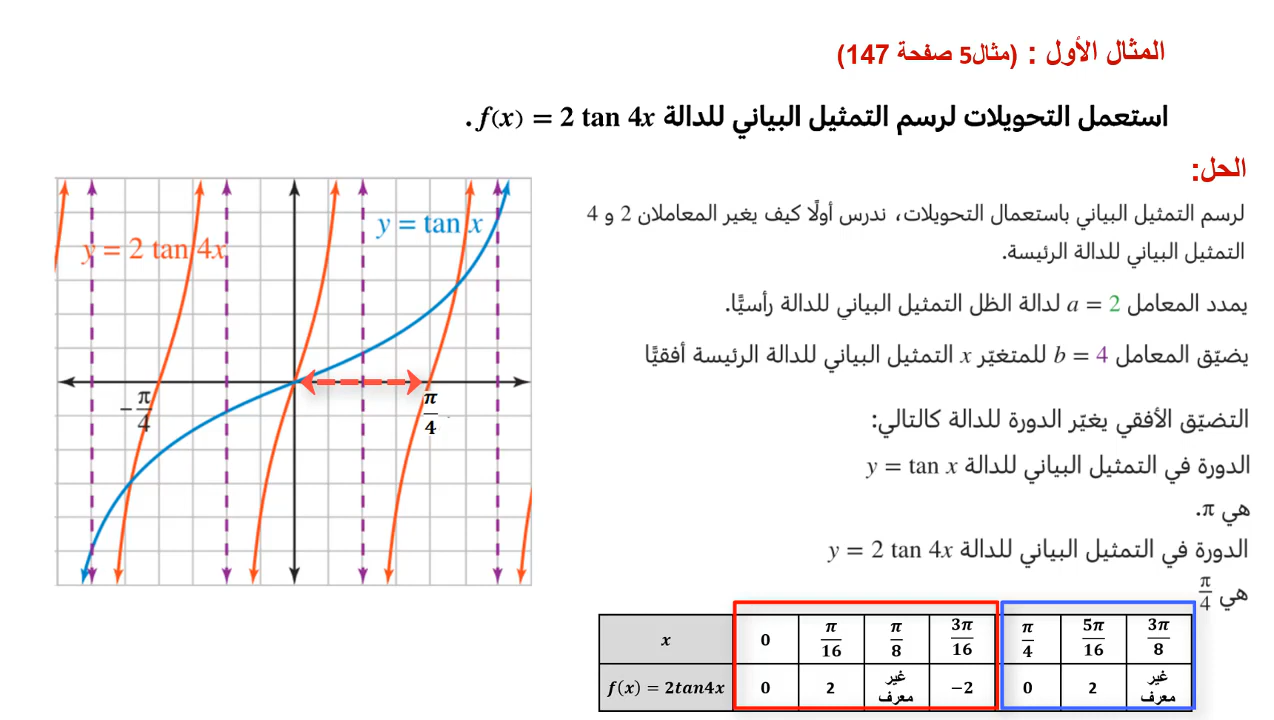 المثال الأول : (مثال5 صفحة 147)
استعمل التحويلات لرسم التمثيل البياني للدالة f(x) = 2 tan 4x .
الحل:
لرسم التمثيل البياني باستعمال التحويلات، ندرس أولًا كيف يغير المعاملان 2 و 4
التمثيل البياني للدالة الرئيسة.
يمدد المعامل a = 2 لدالة الظل التمثيل البياني للدالة رأسيًّا.
يضيّق المعامل b = 4 للمتغيّر x التمثيل البياني للدالة الرئيسة أفقيًّا
التضيّق الأفقي يغيّر الدورة للدالة كالتالي:
الدورة في التمثيل البياني للدالة y = tan x
هي π.
الدورة في التمثيل البياني للدالة y = 2 tan 4x
هي π/4
y = tan x
y = 2 tan 4x
−π/4
π/4
x 0 π/16 π/8 3π/16 π/4 5π/16 3π/8
f(x) = 2tan4x 0 2 غير معرف −2 0 2 غير معرف